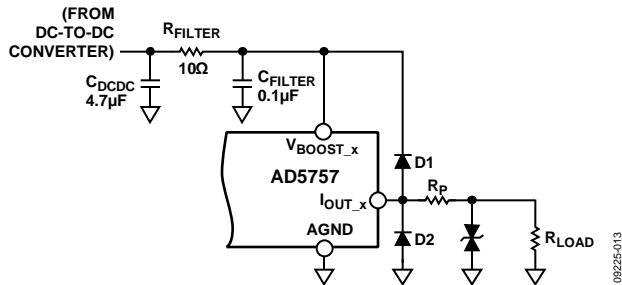 (FROM
DC-TO-DC
CONVERTER)
RFILTER
10Ω
CDCDC
4.7µF
CFILTER
0.1µF
VBOOST_x
AD5757
IOUT_x
AGND
D1
D2
RP
RLOAD
09225-013